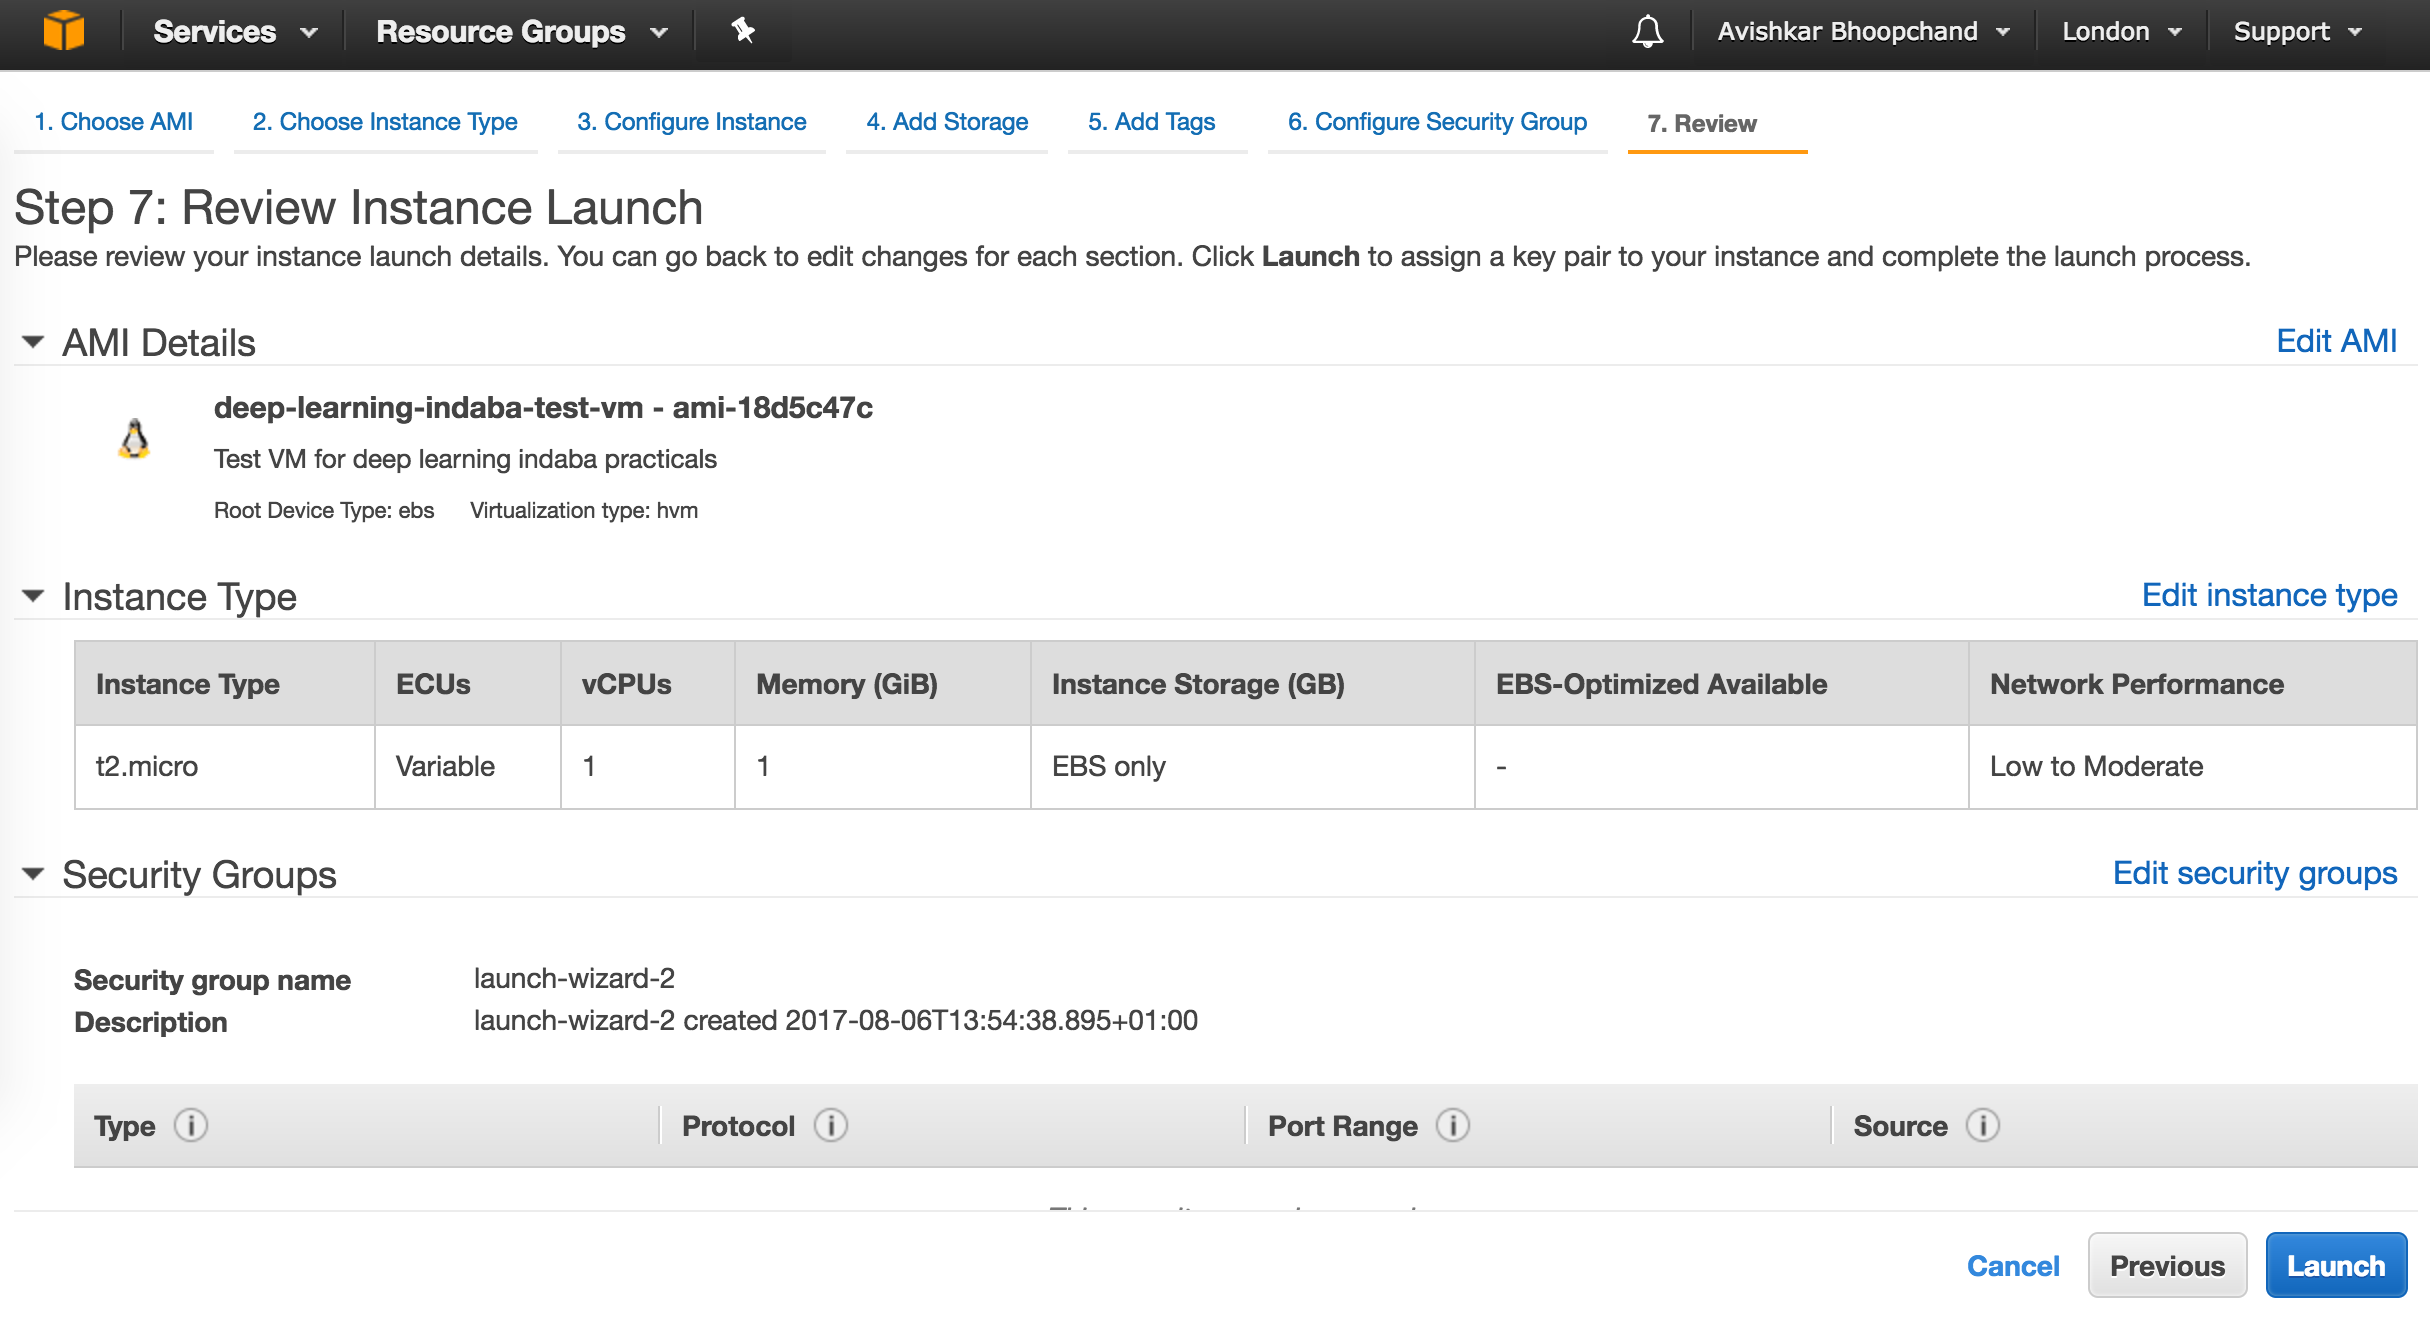 Services Resource Groups Avishkar Bhoopchand London Support
1. Choose AMI 2. Choose Instance Type 3. Configure Instance 4. Add Storage 5. Add Tags 6. Configure Security Group 7. Review
Step 7: Review Instance Launch
Please review your instance launch details. You can go back to edit changes for each section. Click Launch to assign a key pair to your instance and complete the launch process.
AMI Details Edit AMI
deep-learning-indaba-test-vm - ami-18d5c47c
Test VM for deep learning indaba practicals
Root Device Type: ebs Virtualization type: hvm
Instance Type Edit instance type
Instance Type ECUs vCPUs Memory (GiB) Instance Storage (GB) EBS-Optimized Available Network Performance
t2.micro Variable 1 1 EBS only - Low to Moderate
Security Groups Edit security groups
Security group name launch-wizard-2
Description launch-wizard-2 created 2017-08-06T13:54:38.895+01:00
Type Protocol Port Range Source
Cancel Previous Launch